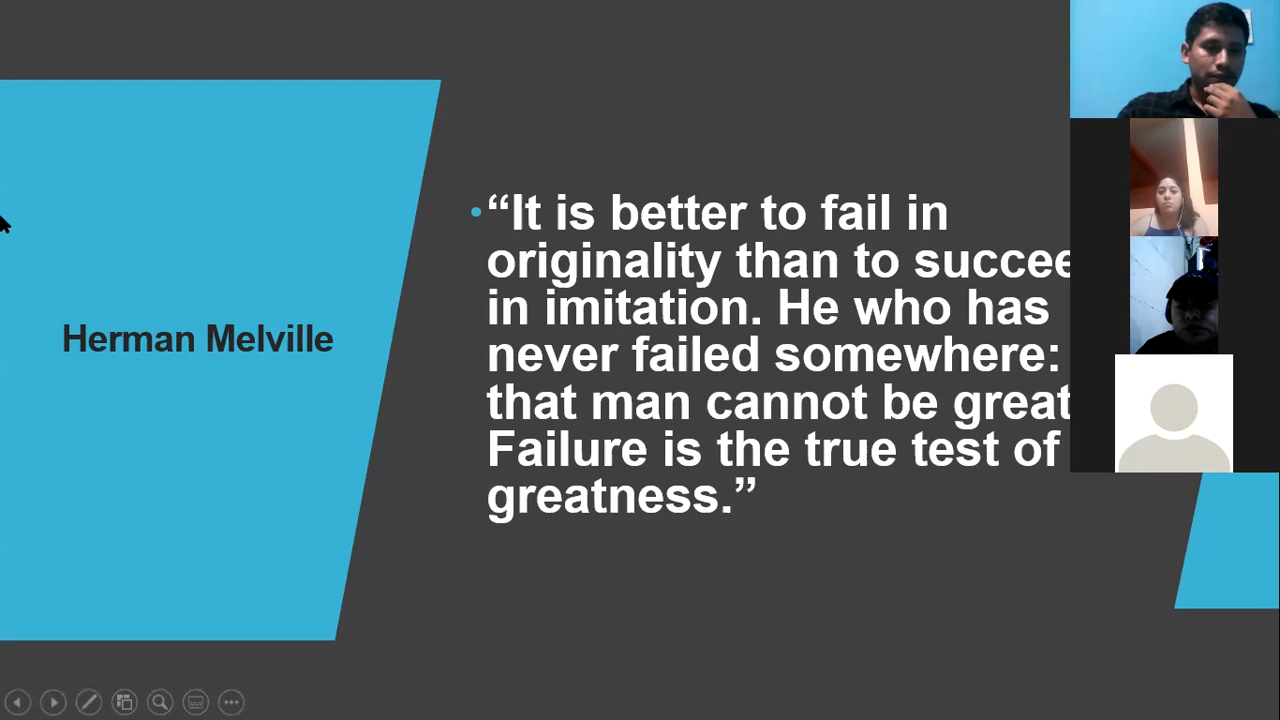 Herman Melville
“It is better to fail in
originality than to succee
in imitation. He who has
never failed somewhere:
that man cannot be great
Failure is the true test of
greatness.”